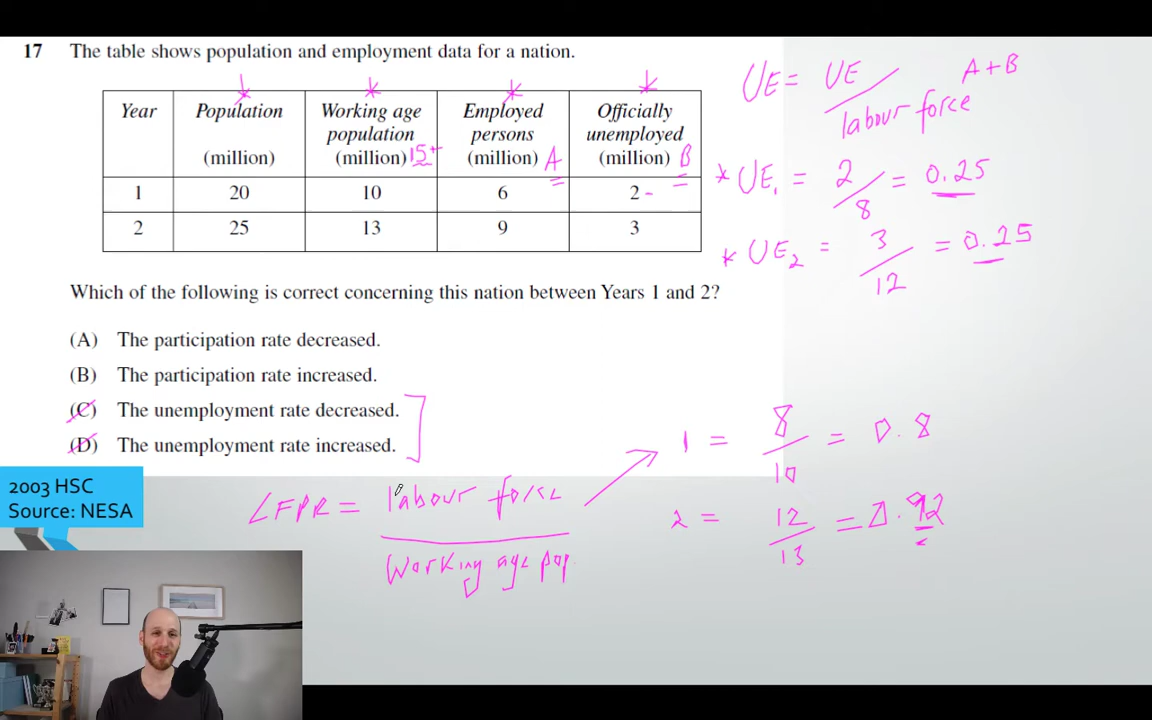 17 The table shows population and employment data for a nation.
Year Population (million) Working age population (million) 15+ Employed persons (million) A Officially unemployed (million) B
1 20 10 6 2 -
2 25 13 9 3
UE = UE / labour force A + B
* UE1 = 2 / 8 = 0.25
* UE2 = 3 / 12 = 0.25
Which of the following is correct concerning this nation between Years 1 and 2?
(A) The participation rate decreased.
(B) The participation rate increased.
(C) The unemployment rate decreased.
(D) The unemployment rate increased.
2003 HSC
Source: NESA
LFPR = labour force / Working age pop.
1 = 8 / 10 = 0.8
2 = 12 / 13 = 0.92